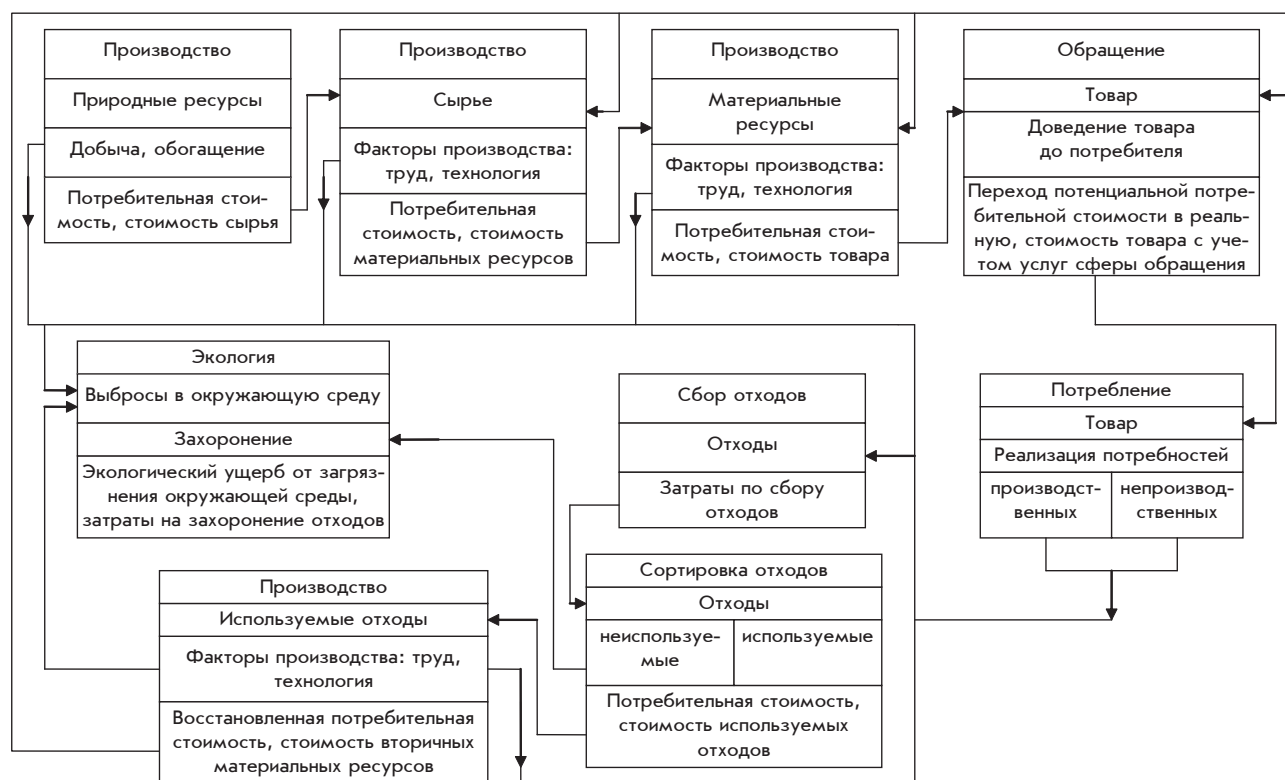 Производство
Природные ресурсы
Добыча, обогащение
Потребительная стои-
мость, стоимость сырья
Производство
Сырье
Факторы производства:
труд, технология
Потребительная
стоимость, стоимость
материальных ресурсов
Производство
Материальные
ресурсы
Факторы производства:
труд, технология
Потребительная стои-
мость, стоимость товара
Обращение
Товар
Доведение товара
до потребителя
Переход потенциальной потре-
бительной стоимости в реаль-
ную, стоимость товара с уче-
том услуг сферы обращения
Экология
Выбросы в окружающую среду
Захоронение
Экологический ущерб от загряз-
нения окружающей среды,
затраты на захоронение отходов
Сбор отходов
Отходы
Затраты по сбору
отходов
Потребление
Товар
Реализация потребностей
производст-
венных
непроизвод-
ственных
Производство
Используемые отходы
Факторы производства: труд,
технология
Восстановленная потребительная
стоимость, стоимость вторичных
материальных ресурсов
Сортировка отходов
Отходы
неиспользуе-
мые
используемые
Потребительная стоимость,
стоимость используемых
отходов